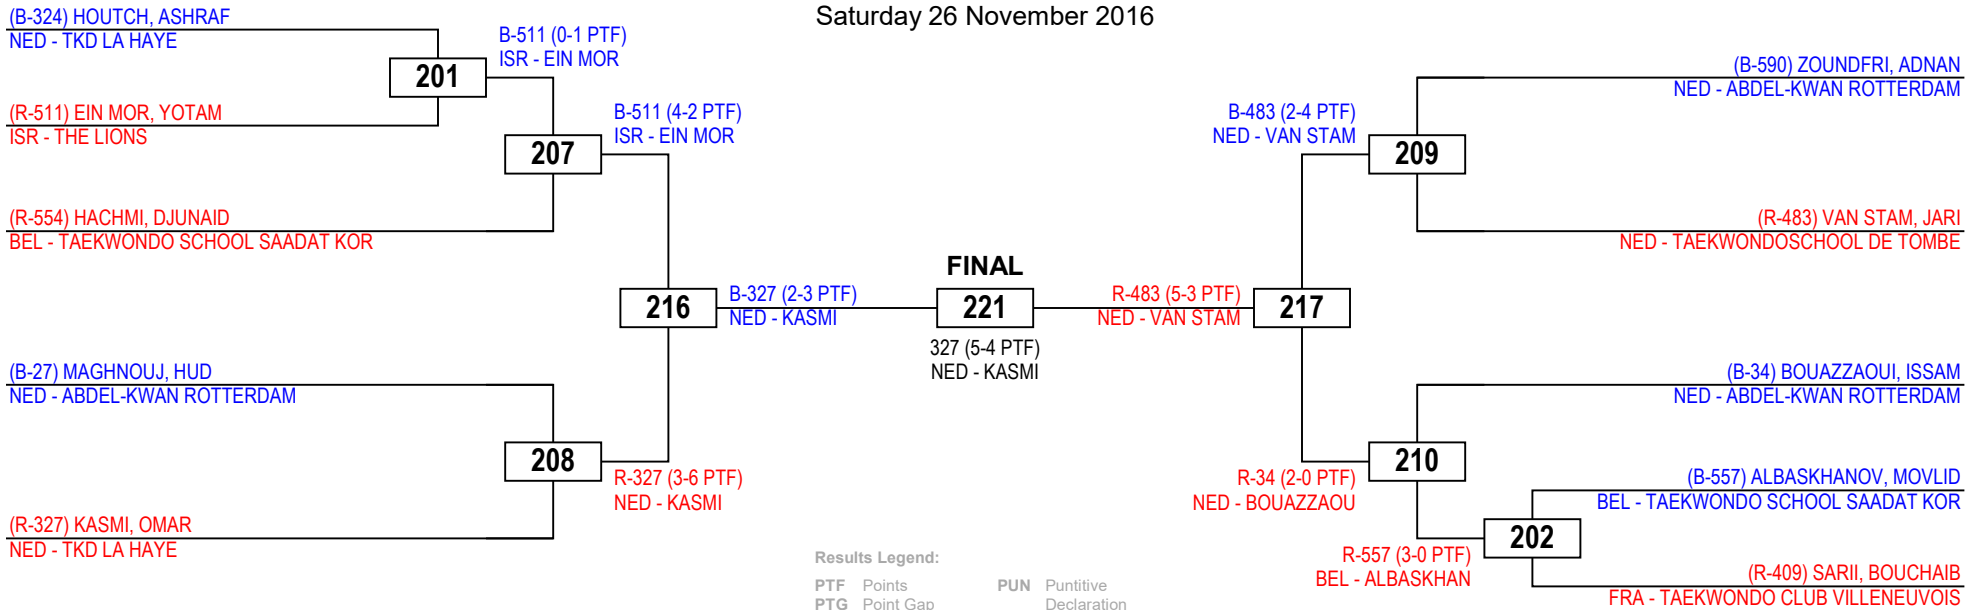 Saturday 26 November 2016
(B-324) HOUTCH, ASHRAF
NED - TKD LA HAYE
201
(R-511) EIN MOR, YOTAM
ISR - THE LIONS
B-511 (0-1 PTF)
ISR - EIN MOR
207
(R-554) HACHMI, DJUNAID
BEL - TAEKWONDO SCHOOL SAADAT KOR
B-511 (4-2 PTF)
ISR - EIN MOR
216
(B-27) MAGHNOUJ, HUD
NED - ABDEL-KWAN ROTTERDAM
208
(R-327) KASMI, OMAR
NED - TKD LA HAYE
R-327 (3-6 PTF)
NED - KASMI
B-327 (2-3 PTF)
NED - KASMI
FINAL
221
327 (5-4 PTF)
NED - KASMI
R-483 (5-3 PTF)
NED - VAN STAM
217
B-483 (2-4 PTF)
NED - VAN STAM
209
(B-590) ZOUNDFRI, ADNAN
NED - ABDEL-KWAN ROTTERDAM
(R-483) VAN STAM, JARI
NED - TAEKWONDOSCHOOL DE TOMBE
R-34 (2-0 PTF)
NED - BOUAZZAOU
210
(B-34) BOUAZZAOUI, ISSAM
NED - ABDEL-KWAN ROTTERDAM
R-557 (3-0 PTF)
BEL - ALBASKHAN
202
(B-557) ALBASKHANOV, MOVLID
BEL - TAEKWONDO SCHOOL SAADAT KOR
(R-409) SARII, BOUCHAIB
FRA - TAEKWONDO CLUB VILLENEUVOIS
Results Legend:
PTF Points PUN Puntitive
PTG Point Gap Declaration